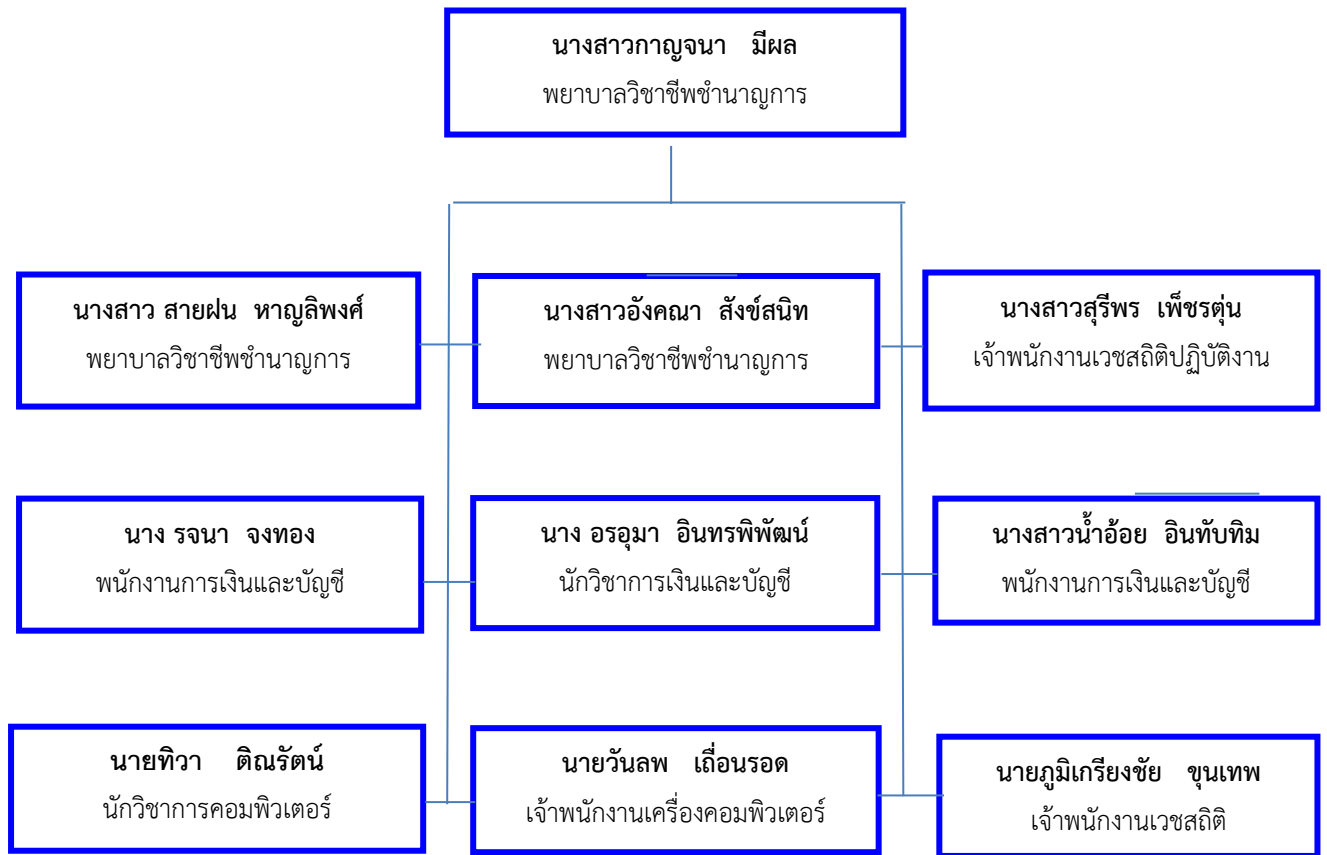 นางสาวกาญจนา มีผล
พยาบาลวิชาชีพชำนาญการ
นางสาว สายฝน หาญลิพงศ์
พยาบาลวิชาชีพชำนาญการ
นางสาวอังคณา สังข์สนิท
พยาบาลวิชาชีพชำนาญการ
นางสาวสุรีพร เพ็ชรตุ่น
เจ้าพนักงานเวชสถิติปฏิบัติงาน
นาง รจนา จงทอง
พนักงานการเงินและบัญชี
นาง อรอุมา อินทรพิพัฒน์
นักวิชาการเงินและบัญชี
นางสาวน้ำอ้อย อินทับทิม
พนักงานการเงินและบัญชี
นายทิวา ติณรัตน์
นักวิชาการคอมพิวเตอร์
นายวันลพ เถื่อนรอด
เจ้าพนักงานเครื่องคอมพิวเตอร์
นายภูมิเกรียงชัย ขุนเทพ
เจ้าพนักงานเวชสถิติ